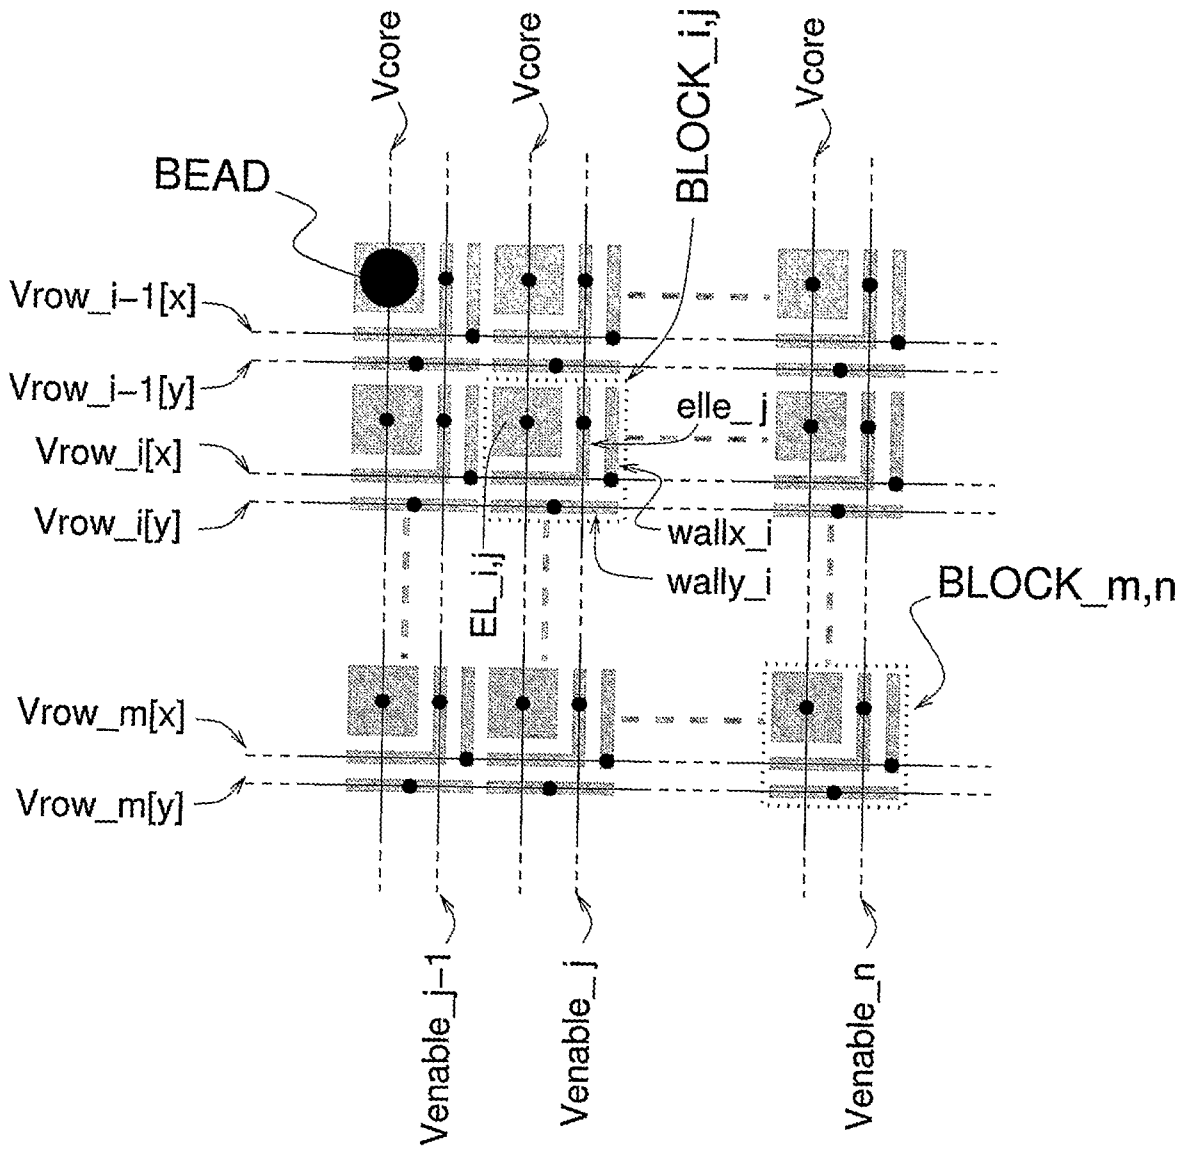 Vcore
Vcore
BLOCK_i,j
Vcore
BEAD
Vrow_i-1[x]
Vrow_i-1[y]
elle_j
Vrow_i[x]
Vrow_i[y]
wallx_i
wally_i
EL_i,j
BLOCK_m,n
Vrow_m[x]
Vrow_m[y]
Venable_j-1
Venable_j
Venable_n